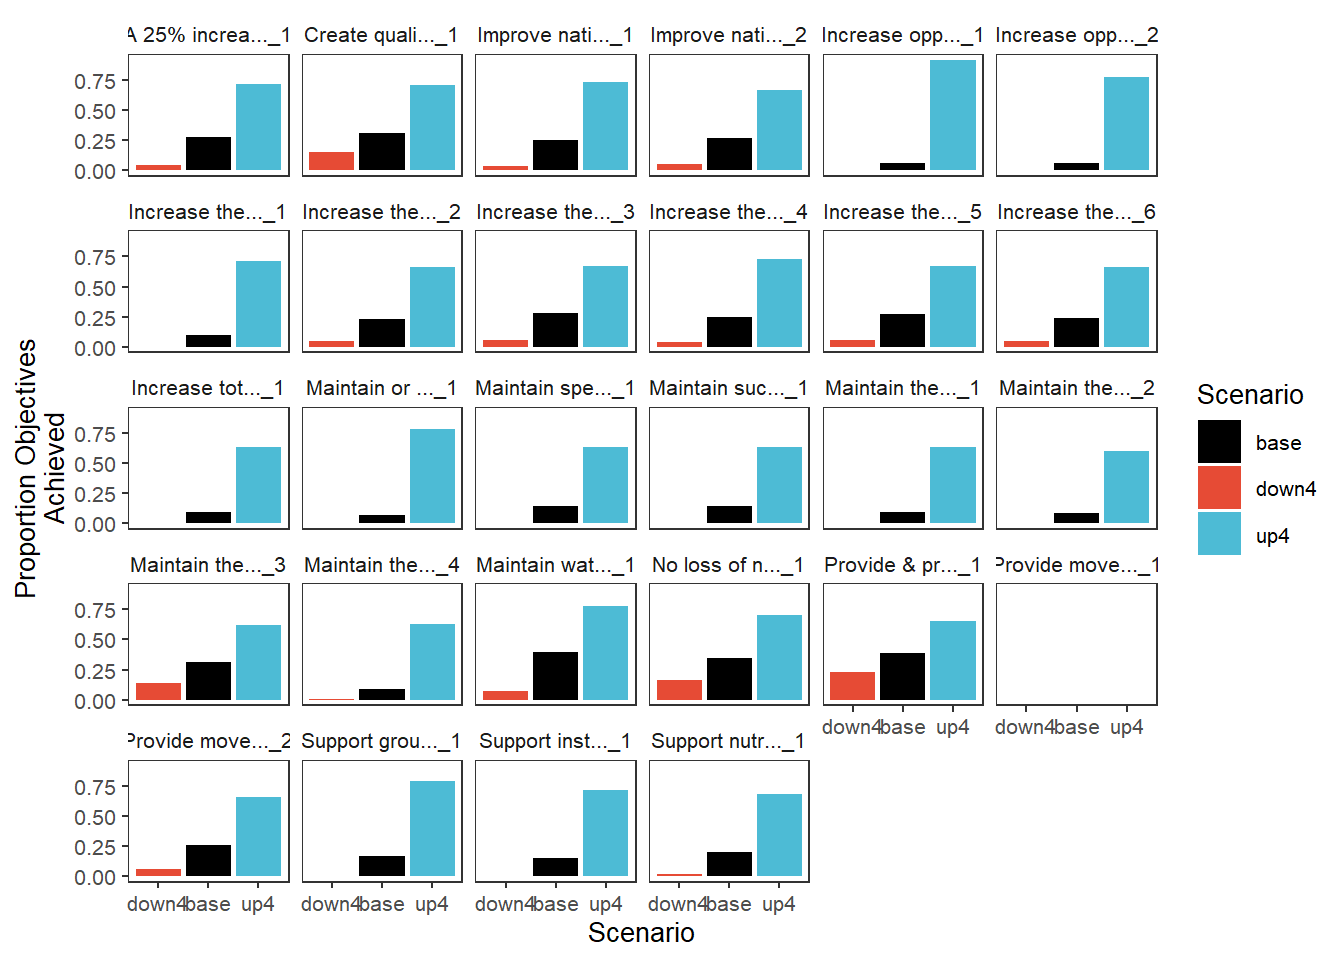 A 25% increa..._1
Create quali..._1
Improve nati..._1
Improve nati..._2
Increase opp..._1
Increase opp..._2
0.75
0.50
0.25
0.00
Increase the..._1
Increase the..._2
Increase the..._3
Increase the..._4
Increase the..._5
Increase the..._6
0.75
0.50
0.25
0.00
Increase tot..._1
Maintain or ..._1
Maintain spe..._1
Maintain suc..._1
Maintain the..._1
Maintain the..._2
0.75
0.50
0.25
0.00
Maintain the..._3
Maintain the..._4
Maintain wat..._1
No loss of n..._1
Provide & pr..._1
Provide move..._1
0.75
0.50
0.25
0.00
down4 base up4
down4 base up4
Provide move..._2
Support grou..._1
Support inst..._1
Support nutr..._1
0.75
0.50
0.25
0.00
down4 base up4
down4 base up4
down4 base up4
down4 base up4
Scenario
Proportion Objectives
Achieved
Scenario
base
down4
up4